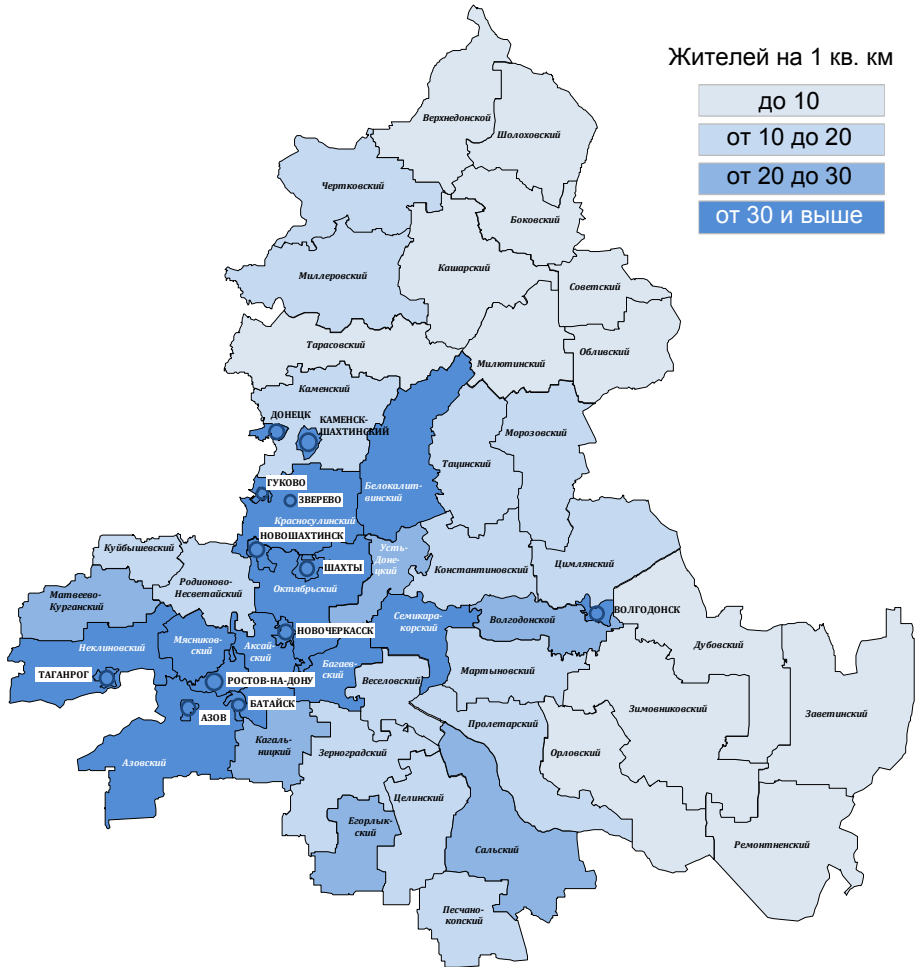 Жителей на 1 кв. км
до 10
от 10 до 20
от 20 до 30
от 30 и выше
Верхнедонской
Шолоховский
Чертковский
Боковский
Кашарский
Миллеровский
Советский
Тарасовский
Милютинский
Обливский
Каменский
ДОНЕЦК
КАМЕНСК-
ШАХТИНСКИЙ
Морозовский
Тацинский
Белокалит-
винский
ГУКОВО
ЗВЕРЕВО
Красносулинский
НОВОШАХТИНСК
Куйбышевский
Усть-
Донец-
кий
ШАХТЫ
Константиновский
Цимлянский
Родионово-
Несветайский
Октябрьский
Матвеево-
Курганский
ВОЛГОДОНСК
Семикара-
корский
Волгодонской
НОВОЧЕРКАССК
Мясников-
ский
Аксай-
ский
Неклиновский
Дубовский
Багаев-
ский
Мартыновский
ТАГАНРОГ
Веселовский
РОСТОВ-НА-ДОНУ
БАТАЙСК
АЗОВ
Зимовниковский
Заветинский
Пролетарский
Кагаль-
ницкий
Зерноградский
Орловский
Азовский
Целинский
Егорлык-
ский
Сальский
Ремонтненский
Песчано-
копский